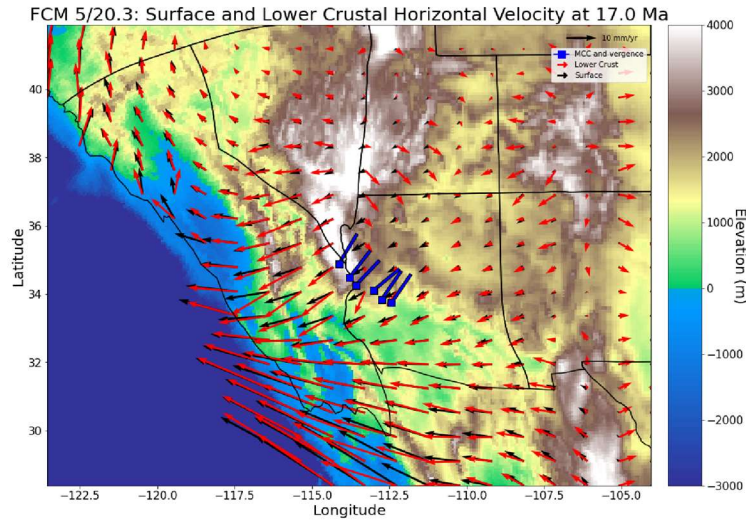 FCM 5/20.3: Surface and Lower Crustal Horizontal Velocity at 17.0 Ma
10 mm/yr
MCC and vergence
Lower Crust
Surface
40
38
36
34
32
30
Latitude
−122.5
−120.0
−117.5
−115.0
−112.5
−110.0
−107.5
−105.0
Longitude
4000
3000
2000
1000
0
−1000
−2000
−3000
Elevation (m)